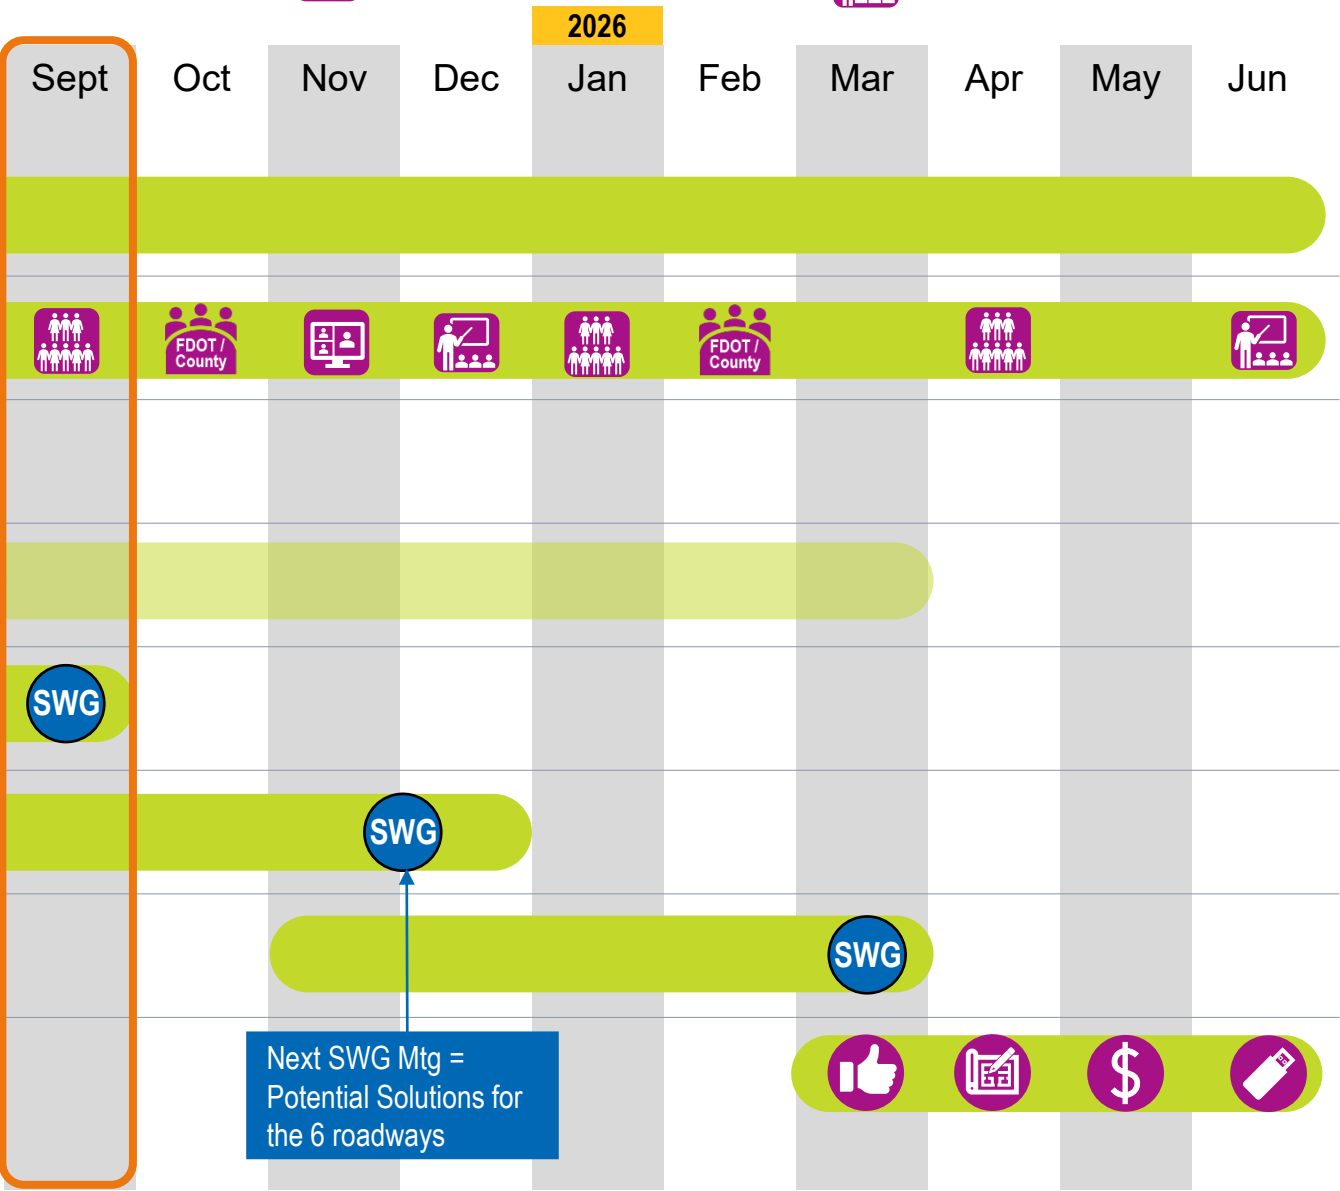 2026
Sept Oct Nov Dec Jan Feb Mar Apr May Jun
FDOT / County
FDOT / County
SWG
SWG
SWG
Next SWG Mtg =
Potential Solutions for
the 6 roadways
$